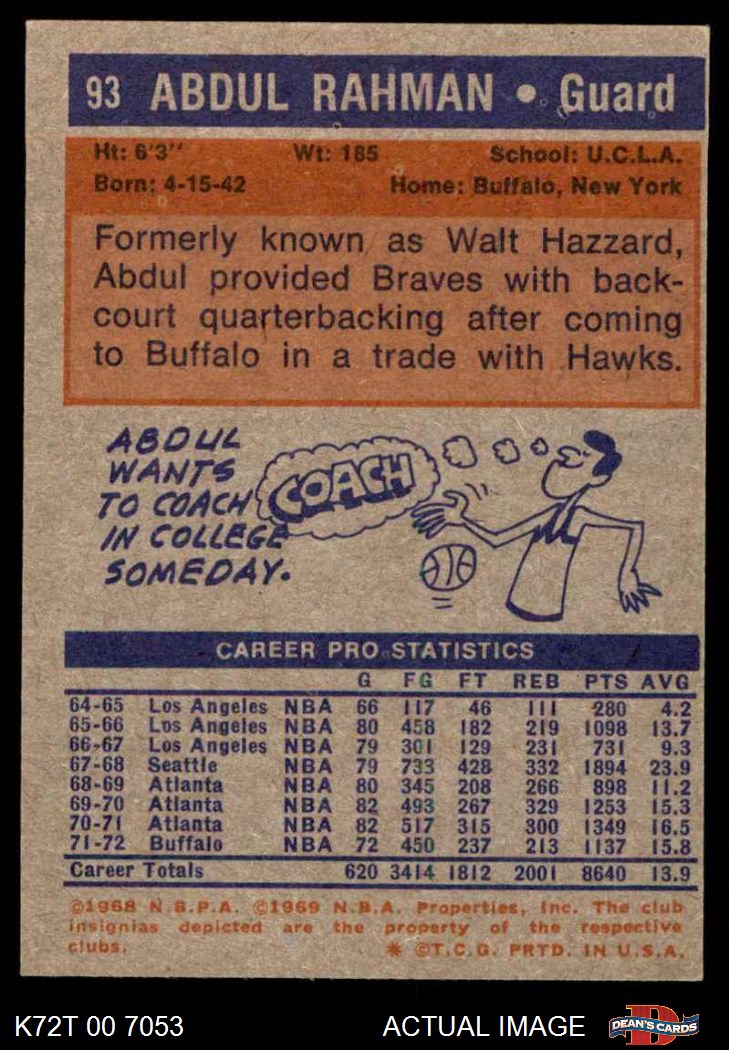 93 ABDUL RAHMAN • Guard
Ht: 6'3'' Wt: 185 School: U.C.L.A.
Born: 4-15-42 Home: Buffalo, New York
Formerly known as Walt Hazzard,
Abdul provided Braves with back-
court quarterbacking after coming
to Buffalo in a trade with Hawks.
ABDUL
WANTS
TO COACH
IN COLLEGE
SOMEDAY.
COACH
CAREER PRO STATISTICS
G FG FT REB PTS AVG
64-65 Los Angeles NBA 66 117 46 111 280 4.2
65-66 Los Angeles NBA 80 458 182 219 1098 13.7
66-67 Los Angeles NBA 79 301 129 231 731 9.3
67-68 Seattle NBA 79 733 428 332 1894 23.9
68-69 Atlanta NBA 80 345 208 266 898 11.2
69-70 Atlanta NBA 82 493 267 329 1253 15.3
70-71 Atlanta NBA 82 517 315 300 1349 16.5
71-72 Buffalo NBA 72 450 237 213 1137 15.8
Career Totals 620 3414 1812 2001 8640 13.9
©1968 N.B.P.A. ©1969 N.B.A. Properties, Inc. The club
insignias depicted are the property of the respective
clubs. * ©T.C.G. PRTD. IN U.S.A.
K72T 00 7053 ACTUAL IMAGE D DEAN'S CARDS